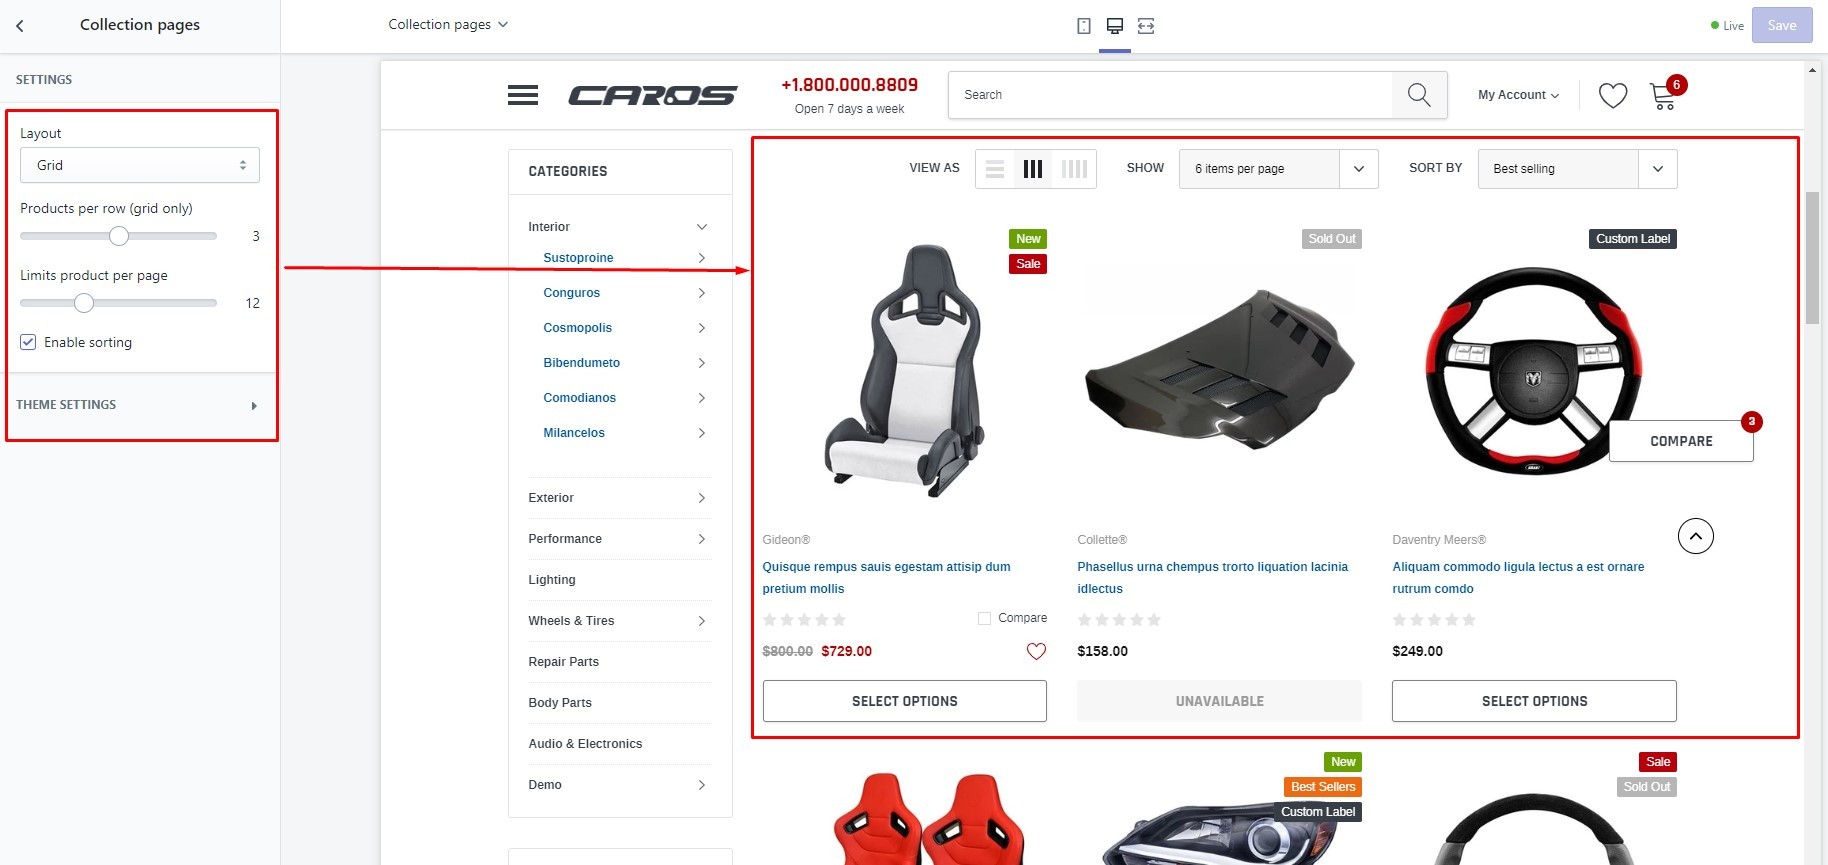 Collection pages
Collection pages
Live
Save
SETTINGS
Layout
Grid
Products per row (grid only)
3
Limits product per page
12
Enable sorting
THEME SETTINGS
CAROS
+1.800.000.8809
Open 7 days a week
Search
My Account
6
CATEGORIES
Interior
Sustoproine
Conguros
Cosmopolis
Bibendumeto
Comodianos
Milancelos
Exterior
Performance
Lighting
Wheels & Tires
Repair Parts
Body Parts
Audio & Electronics
Demo
VIEW AS
SHOW
6 items per page
SORT BY
Best selling
New
Sale
Sold Out
Custom Label
COMPARE
3
Gideon®
Quisque rempus sauis egestam attisip dum
pretium mollis
Compare
$800.00 $729.00
SELECT OPTIONS
Collette®
Phasellus urna chempus trorto liquation lacinia
idlectus
$158.00
UNAVAILABLE
Daventry Meers®
Aliquam commodo ligula lectus a est ornare
rutrum comdo
$249.00
SELECT OPTIONS
New
Best Sellers
Custom Label
Sale
Sold Out